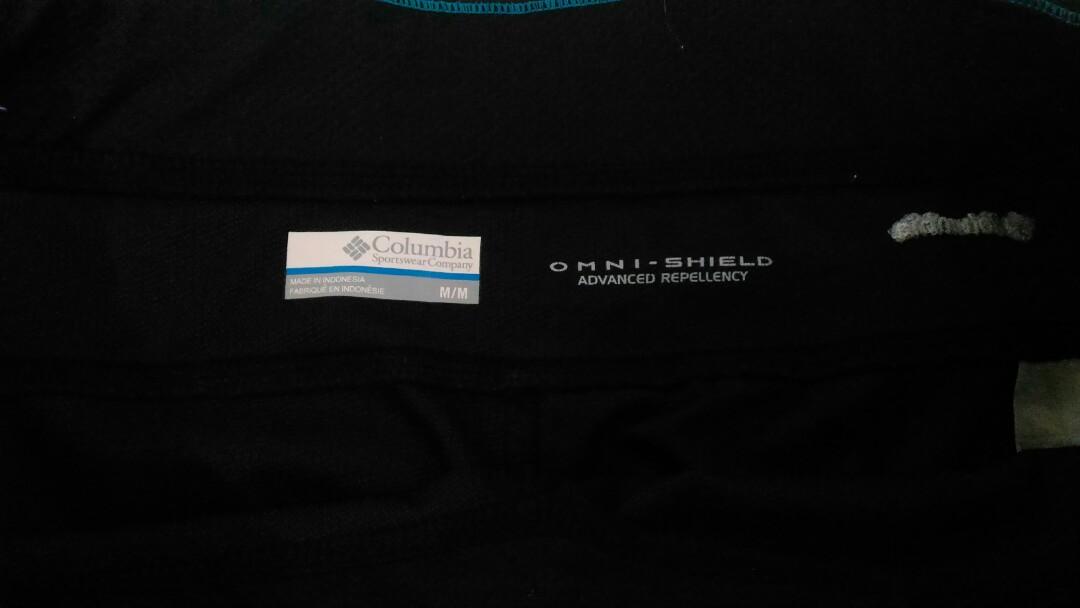 Columbia
Sportswear Company
MADE IN INDONESIA
FABRIQUÉ EN INDONÉSIE
M/M
OMNI-SHIELD
ADVANCED REPELLENCY